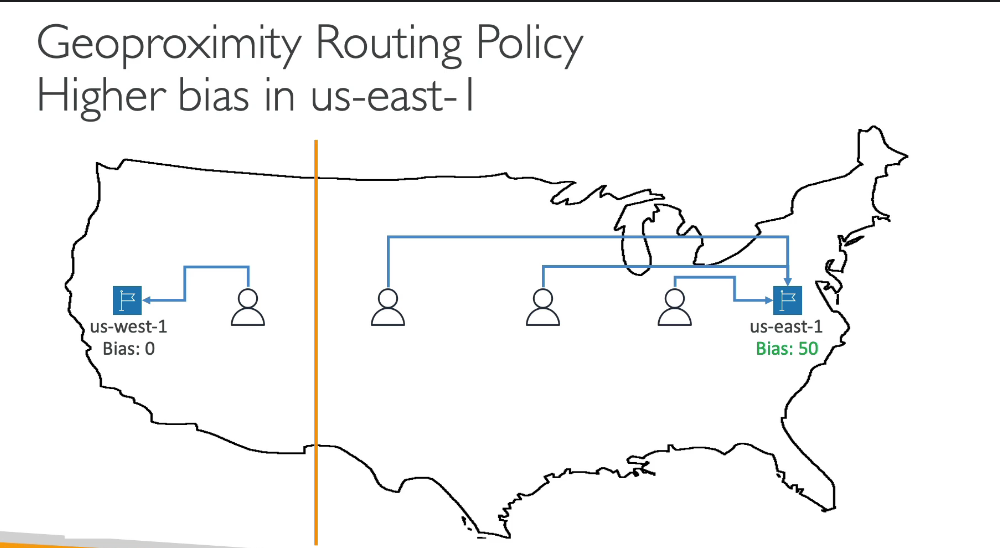 Geoproximity Routing Policy
Higher bias in us-east-1
us-west-1
Bias: 0
us-east-1
Bias: 50